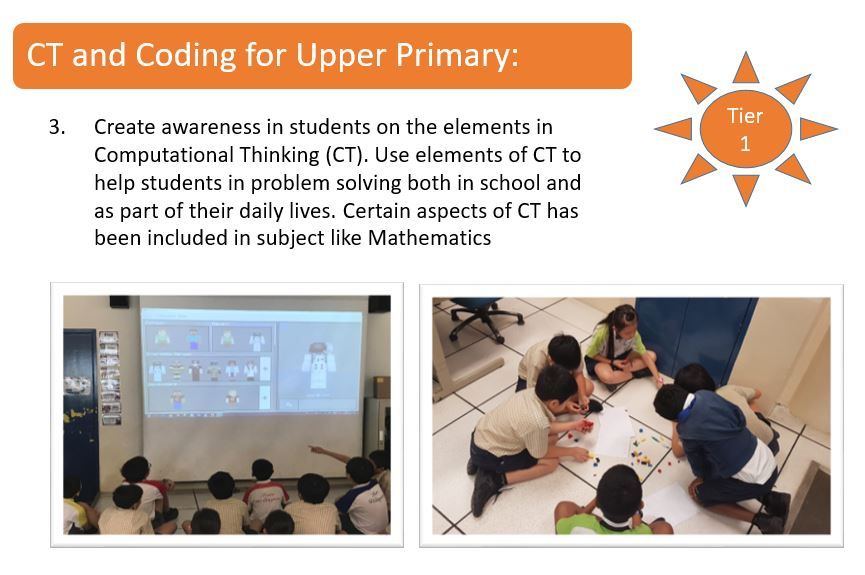 CT and Coding for Upper Primary:
Tier
1
3. Create awareness in students on the elements in
Computational Thinking (CT). Use elements of CT to
help students in problem solving both in school and
as part of their daily lives. Certain aspects of CT has
been included in subject like Mathematics